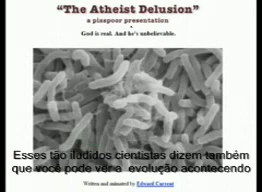 “The Atheist Delusion”
a piaspoor presentation
God is real. And he's unbelievable.
Esses tão iludidos cientistas dizem também
que você pode ver a evolução acontecendo
Written and animated by Edward Current